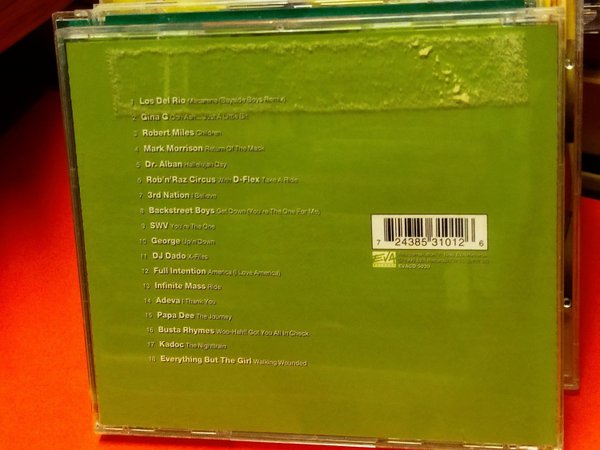 1 Los Del Rio Macarena (Bayside Boys Remix)
2 Gina G Ooh Aah... Just A Little Bit
3 Robert Miles Children
4 Mark Morrison Return Of The Mack
5 Dr. Alban Hallelujah Day
6 Rob'n'Raz Circus With D-Flex Take A Ride
7 3rd Nation I Believe
8 Backstreet Boys Get Down (You're The One For Me)
9 SWV You're The One
10 George Up'n'Down
11 DJ Dado X-Files
12 Full Intention America (I Love America)
13 Infinite Mass Ride
14 Adeva I Thank You
15 Papa Dee The Journey
16 Busta Rhymes Woo-Hah!! Got You All In Check
17 Kadoc The Nighttrain
18 Everything But The Girl Walking Wounded
7 24385 31012 6
EVA
EVACD 5020